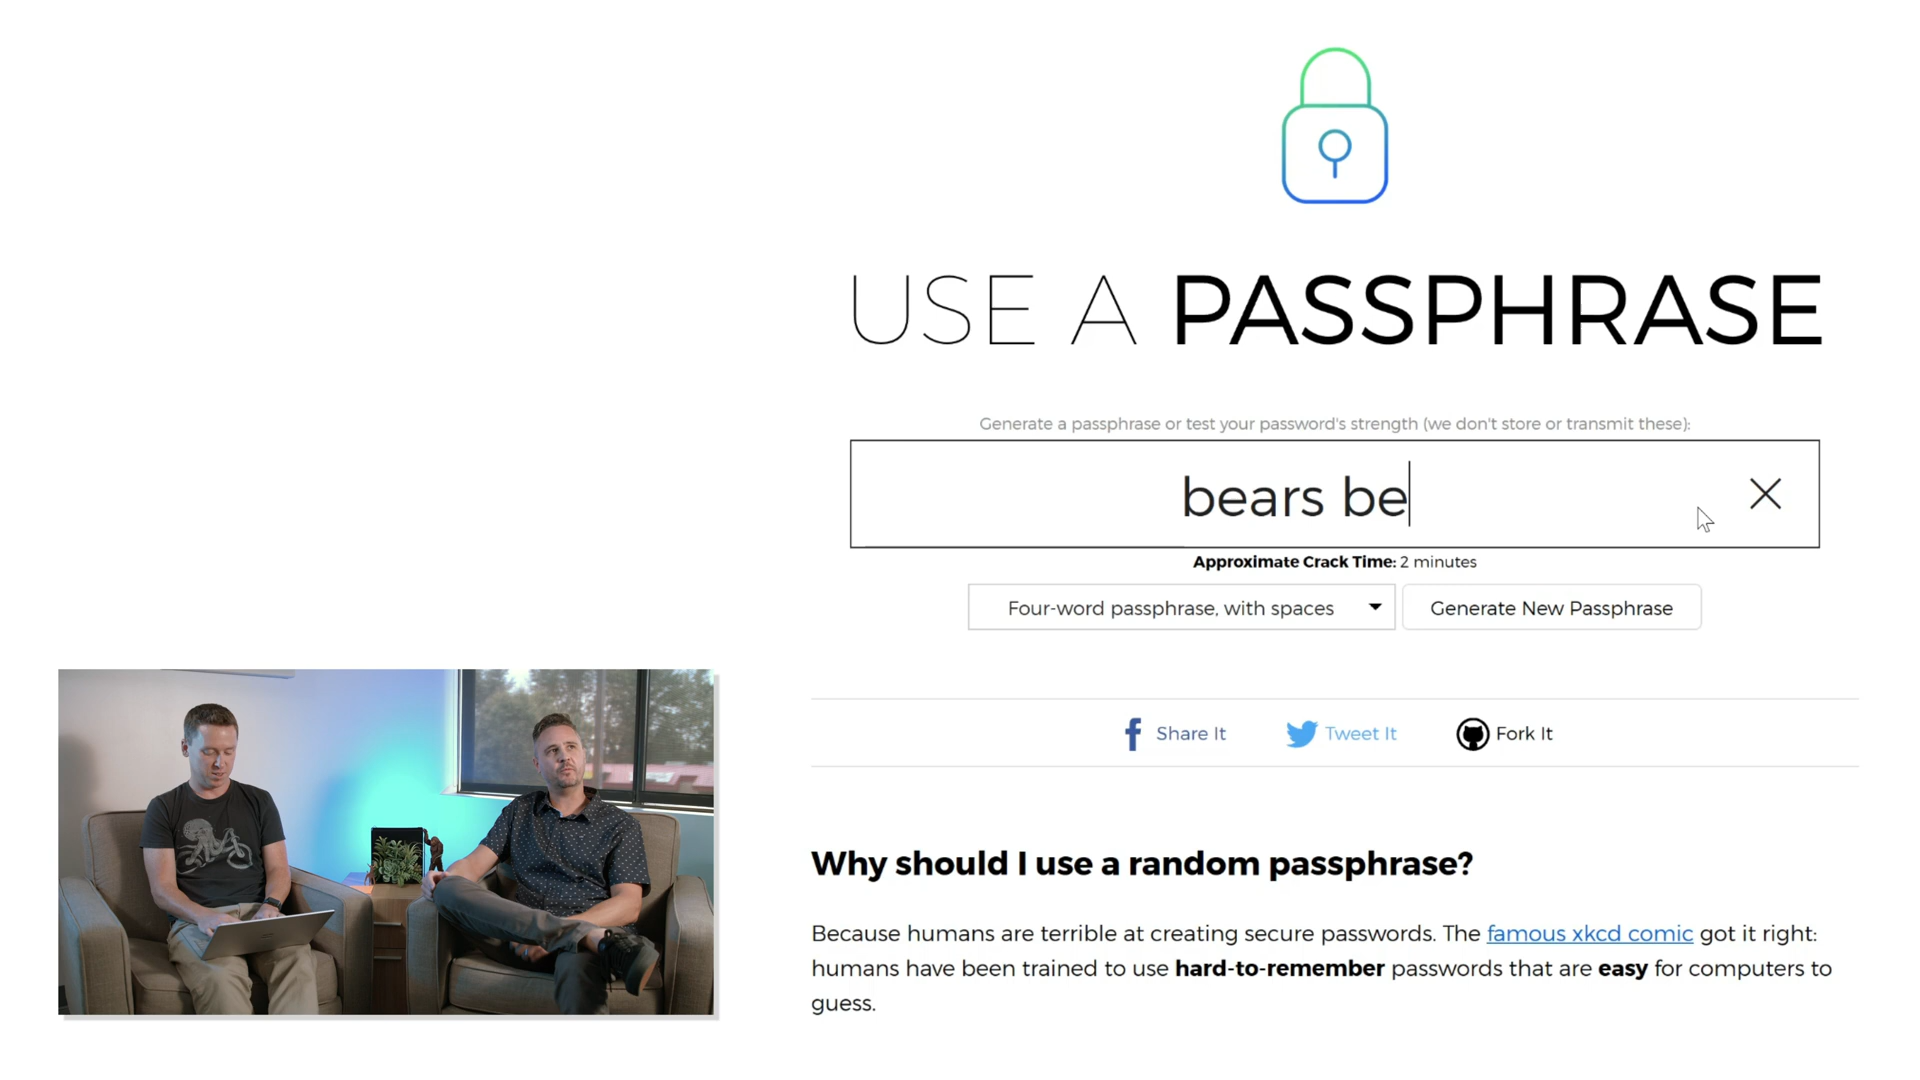 USE A PASSPHRASE
Generate a passphrase or test your password's strength (we don't store or transmit these):
bears be
Approximate Crack Time: 2 minutes
Four-word passphrase, with spaces
Generate New Passphrase
Share It
Tweet It
Fork It
Why should I use a random passphrase?
Because humans are terrible at creating secure passwords. The famous xkcd comic got it right:
humans have been trained to use hard-to-remember passwords that are easy for computers to
guess.